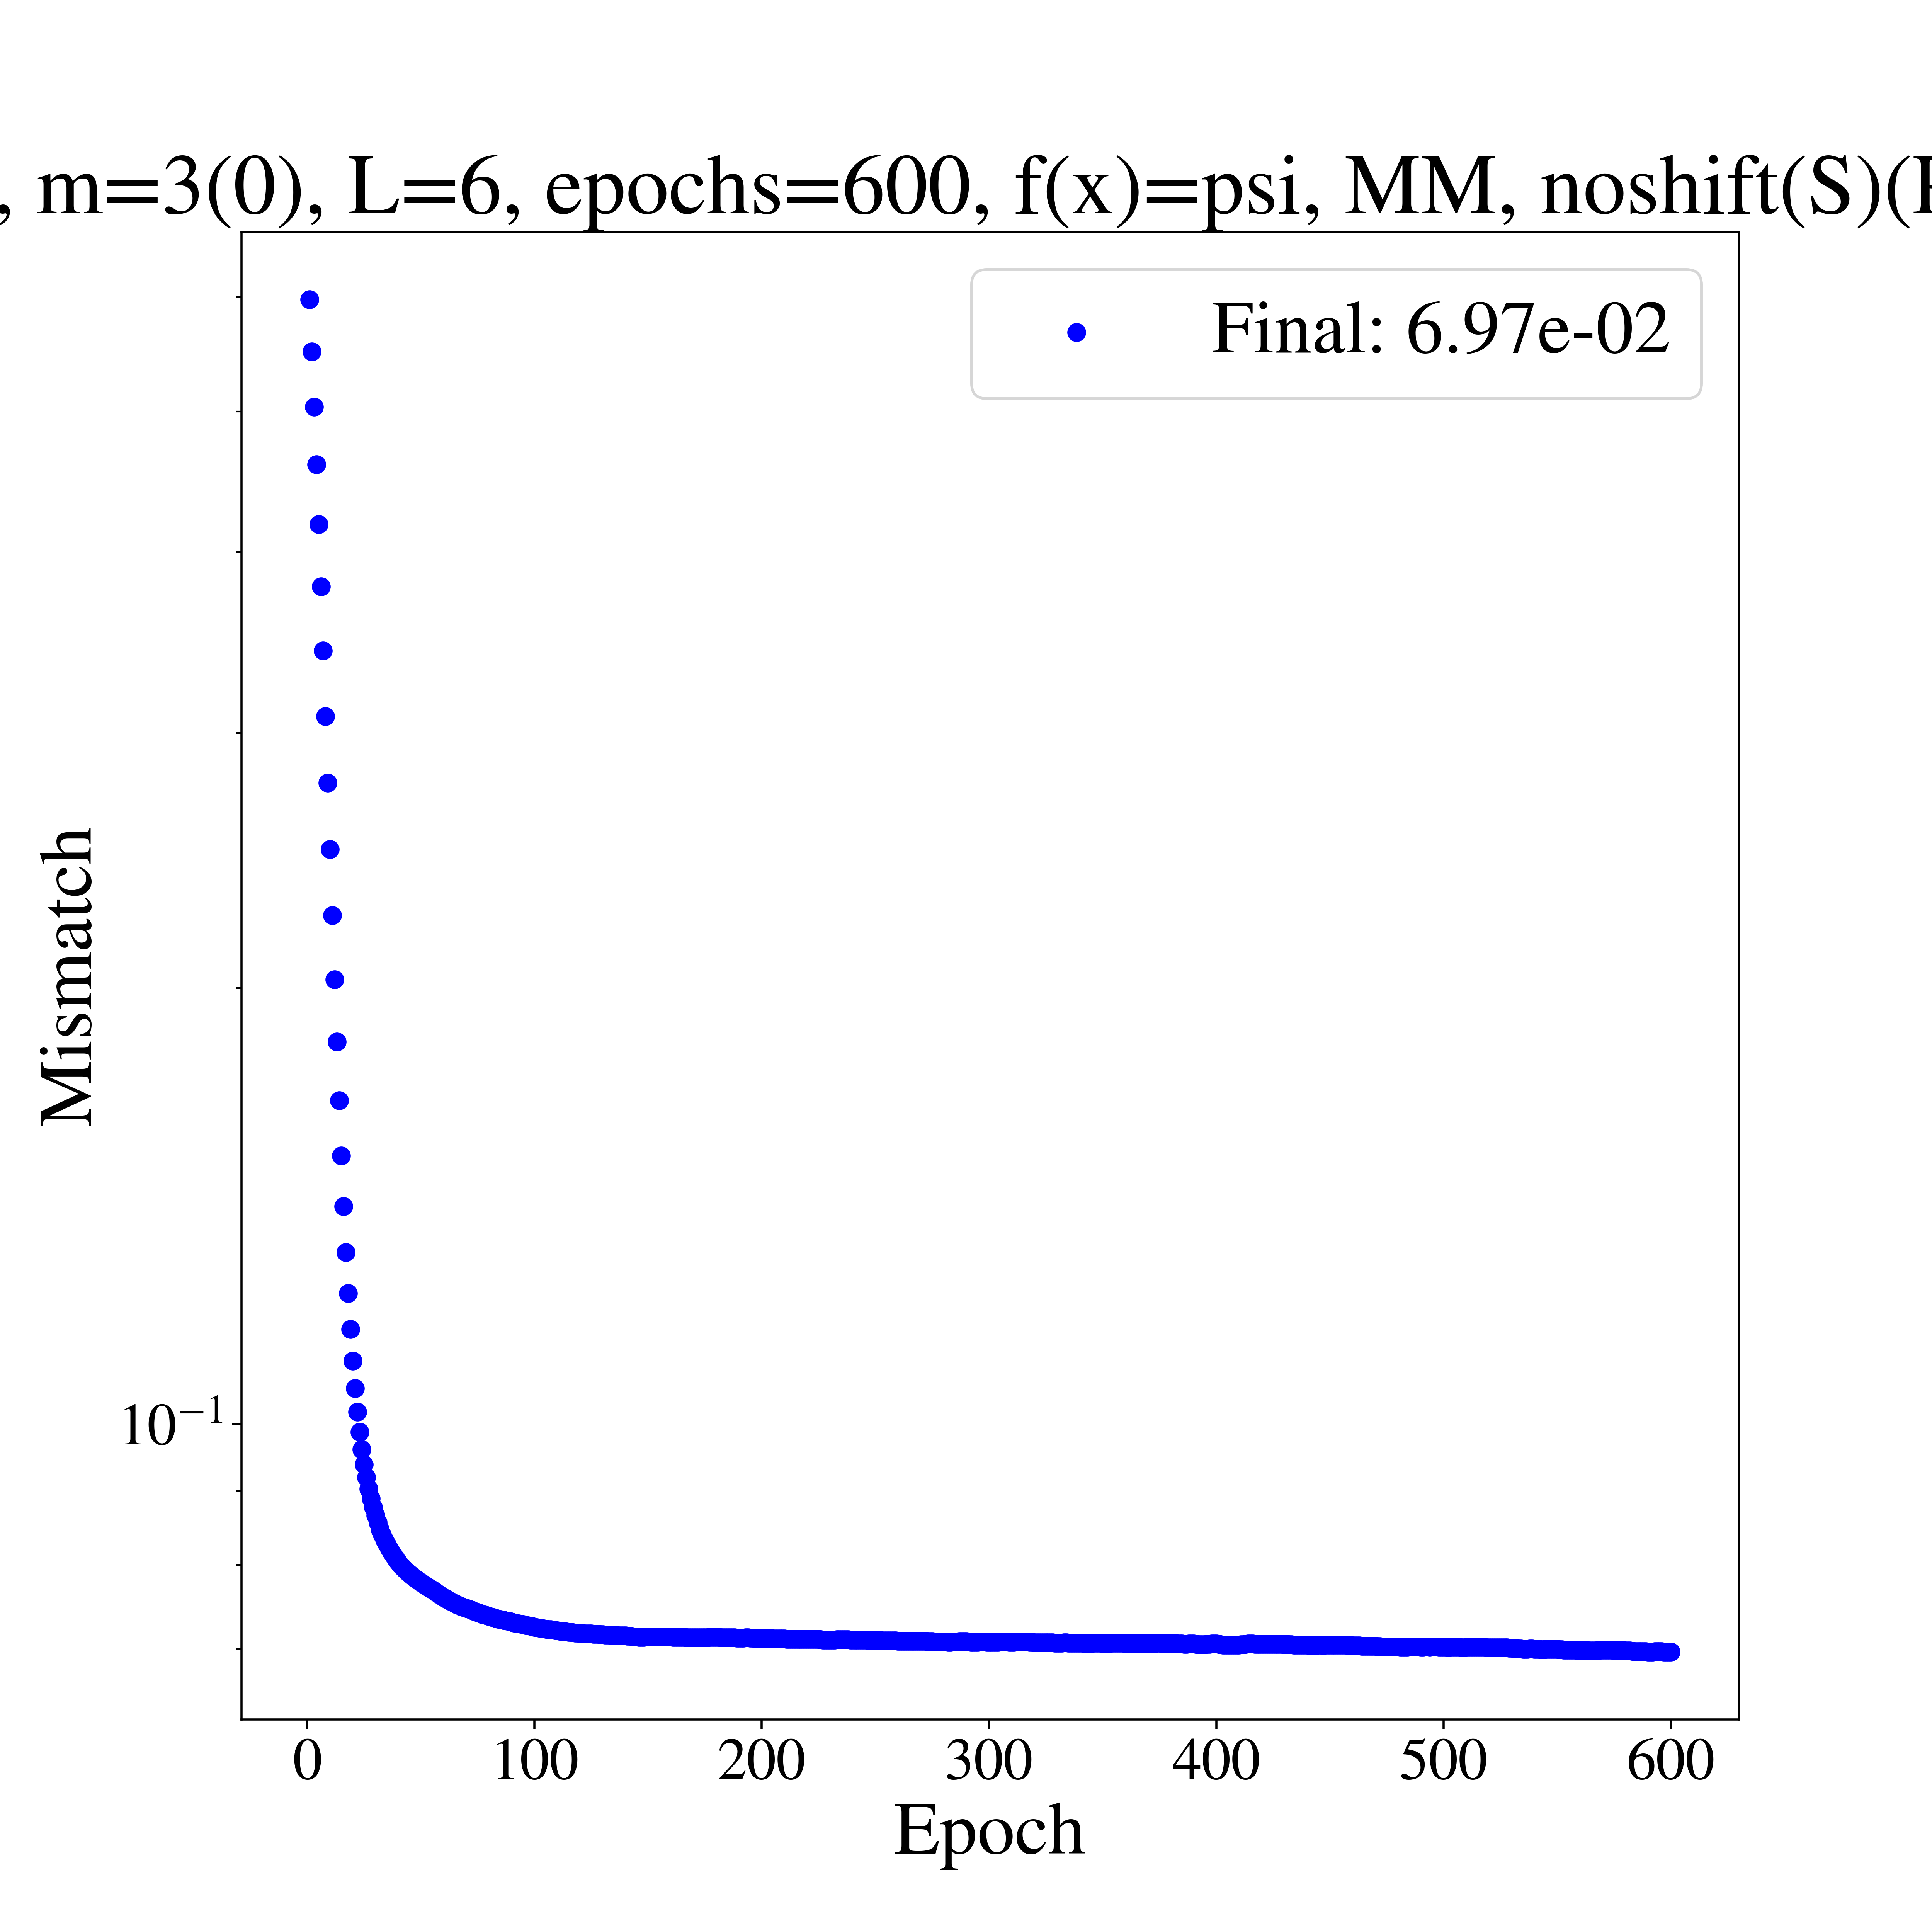 , m=3(0), L=6, epochs=600, f(x)=psi, MM, noshift(S)(
Final: 6.97e-02
Mismatch
10⁻¹
0 100 200 300 400 500 600
Epoch